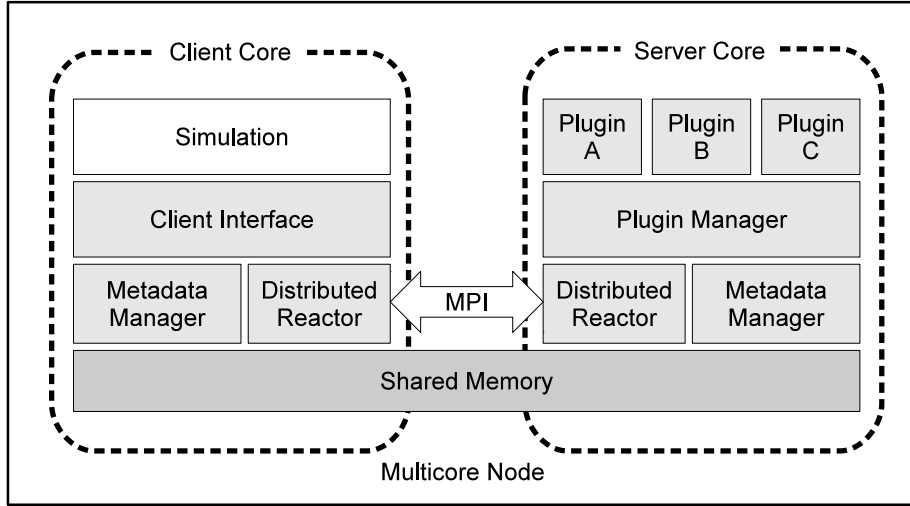 Client Core
Server Core
Simulation
Plugin
A
Plugin
B
Plugin
C
Client Interface
Plugin Manager
Metadata
Manager
Distributed
Reactor
MPI
Distributed
Reactor
Metadata
Manager
Shared Memory
Multicore Node